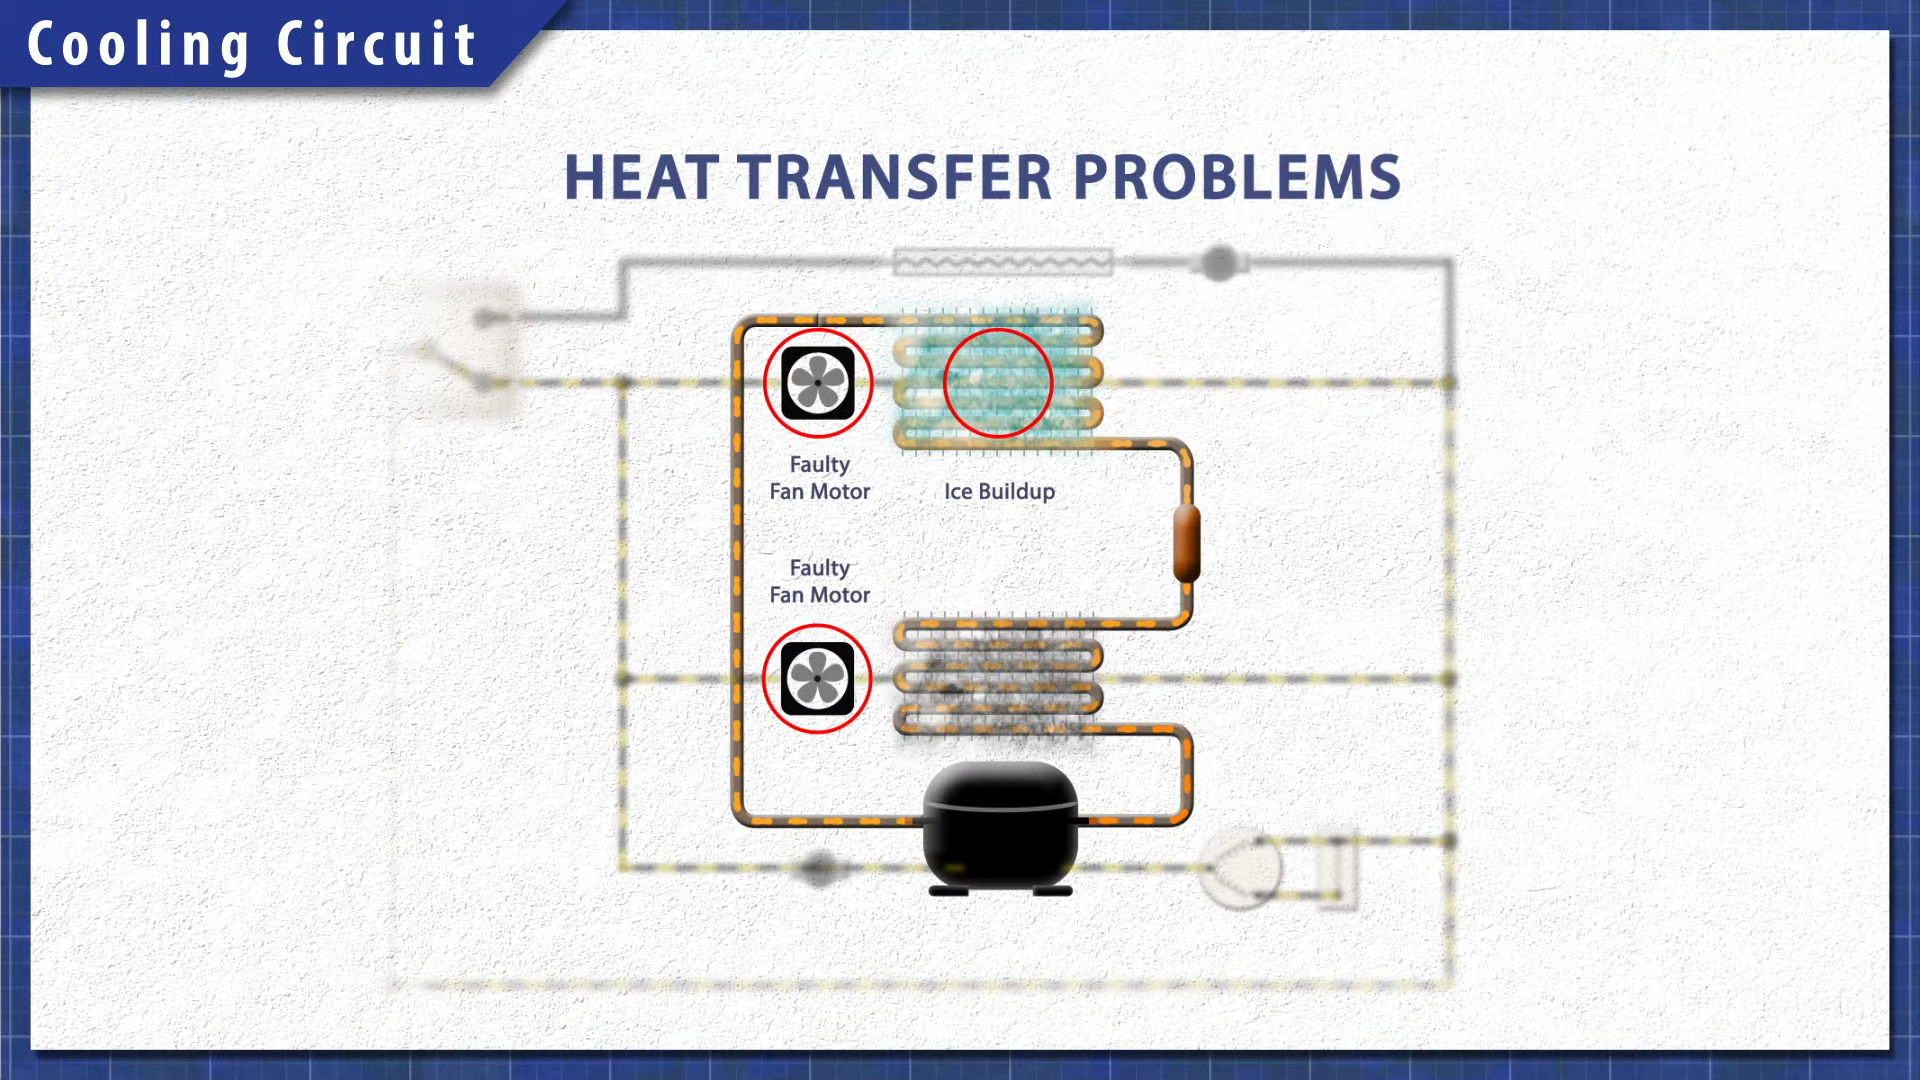 Cooling Circuit
HEAT TRANSFER PROBLEMS
Faulty
Fan Motor
Ice Buildup
Faulty
Fan Motor